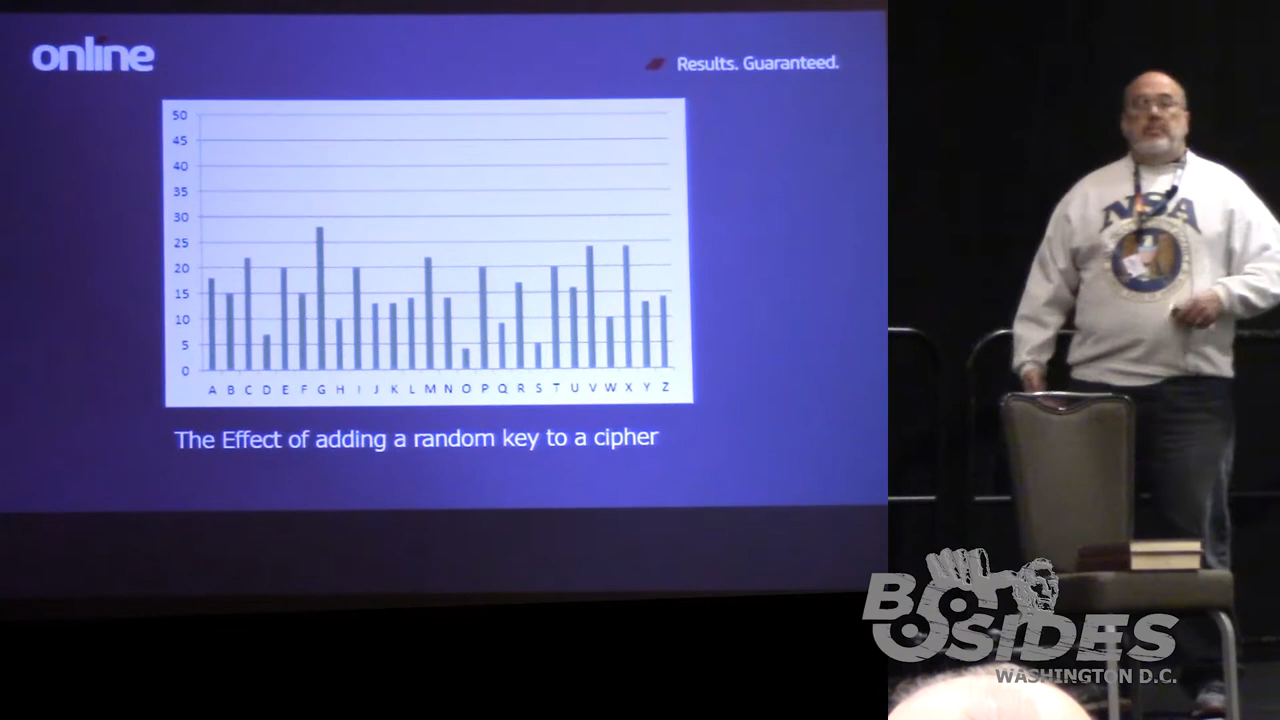 online
Results. Guaranteed.
50
45
40
35
30
25
20
15
10
5
0
A B C D E F G H I J K L M N O P Q R S T U V W X Y Z
The Effect of adding a random key to a cipher
NSA
BSIDES
WASHINGTON D.C.